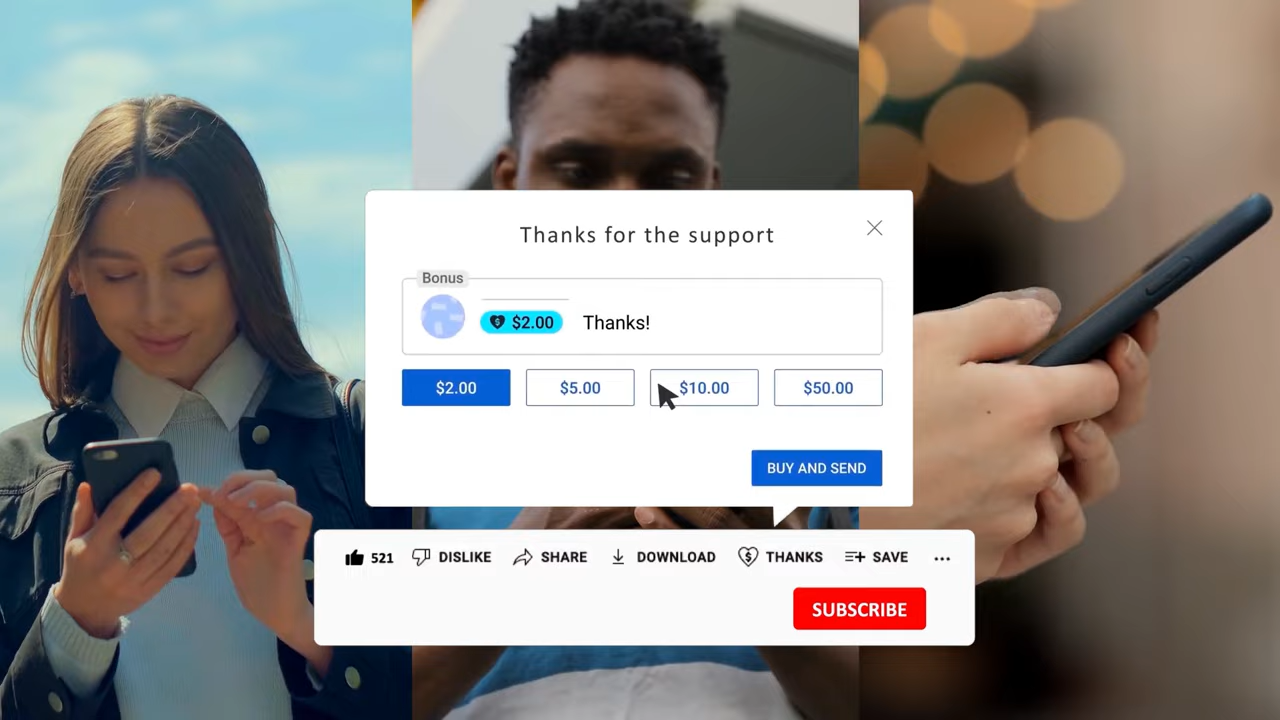 Thanks for the support
Bonus
$2.00 Thanks!
$2.00 $5.00 $10.00 $50.00
BUY AND SEND
521 DISLIKE SHARE DOWNLOAD THANKS SAVE
SUBSCRIBE